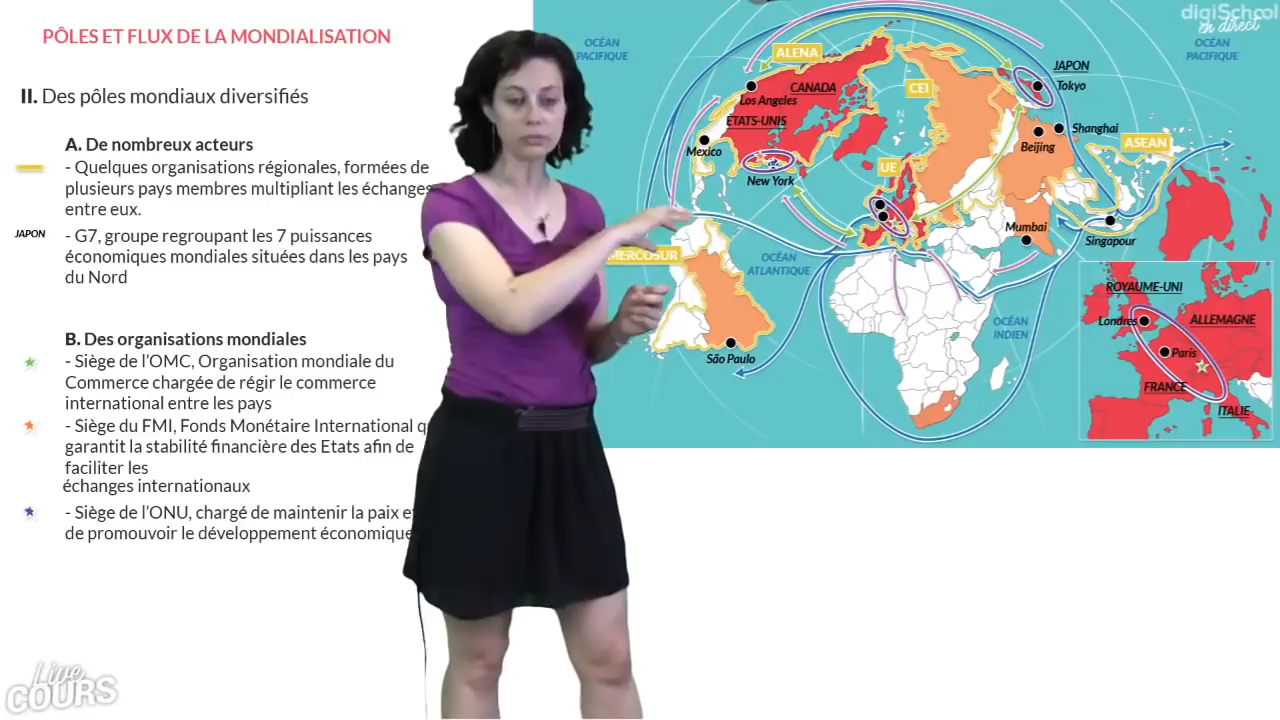 PÔLES ET FLUX DE LA MONDIALISATION
II. Des pôles mondiaux diversifiés
A. De nombreux acteurs
- Quelques organisations régionales, formées de
plusieurs pays membres multipliant les échanges
entre eux.
JAPON
- G7, groupe regroupant les 7 puissances
économiques mondiales situées dans les pays
du Nord
B. Des organisations mondiales
- Siège de l'OMC, Organisation mondiale du
Commerce chargée de régir le commerce
international entre les pays
- Siège du FMI, Fonds Monétaire International
garantit la stabilité financière des Etats afin de
faciliter les
échanges internationaux
- Siège de l'ONU, chargé de maintenir la paix et
de promouvoir le développement économique
Live
COURS
digiSchool
en direct
OCÉAN
PACIFIQUE
OCÉAN
PACIFIQUE
ALENA
CEI
JAPON
Tokyo
CANADA
Los Angeles
ÉTATS-UNIS
N
Shanghai
Beijing
ASEAN
Mexico
New York
UE
Mumbai
Singapour
MERCOSUR
OCÉAN
ATLANTIQUE
OCÉAN
INDIEN
São Paulo
ROYAUME-UNI
Londres
ALLEMAGNE
Paris
FRANCE
ITALIE